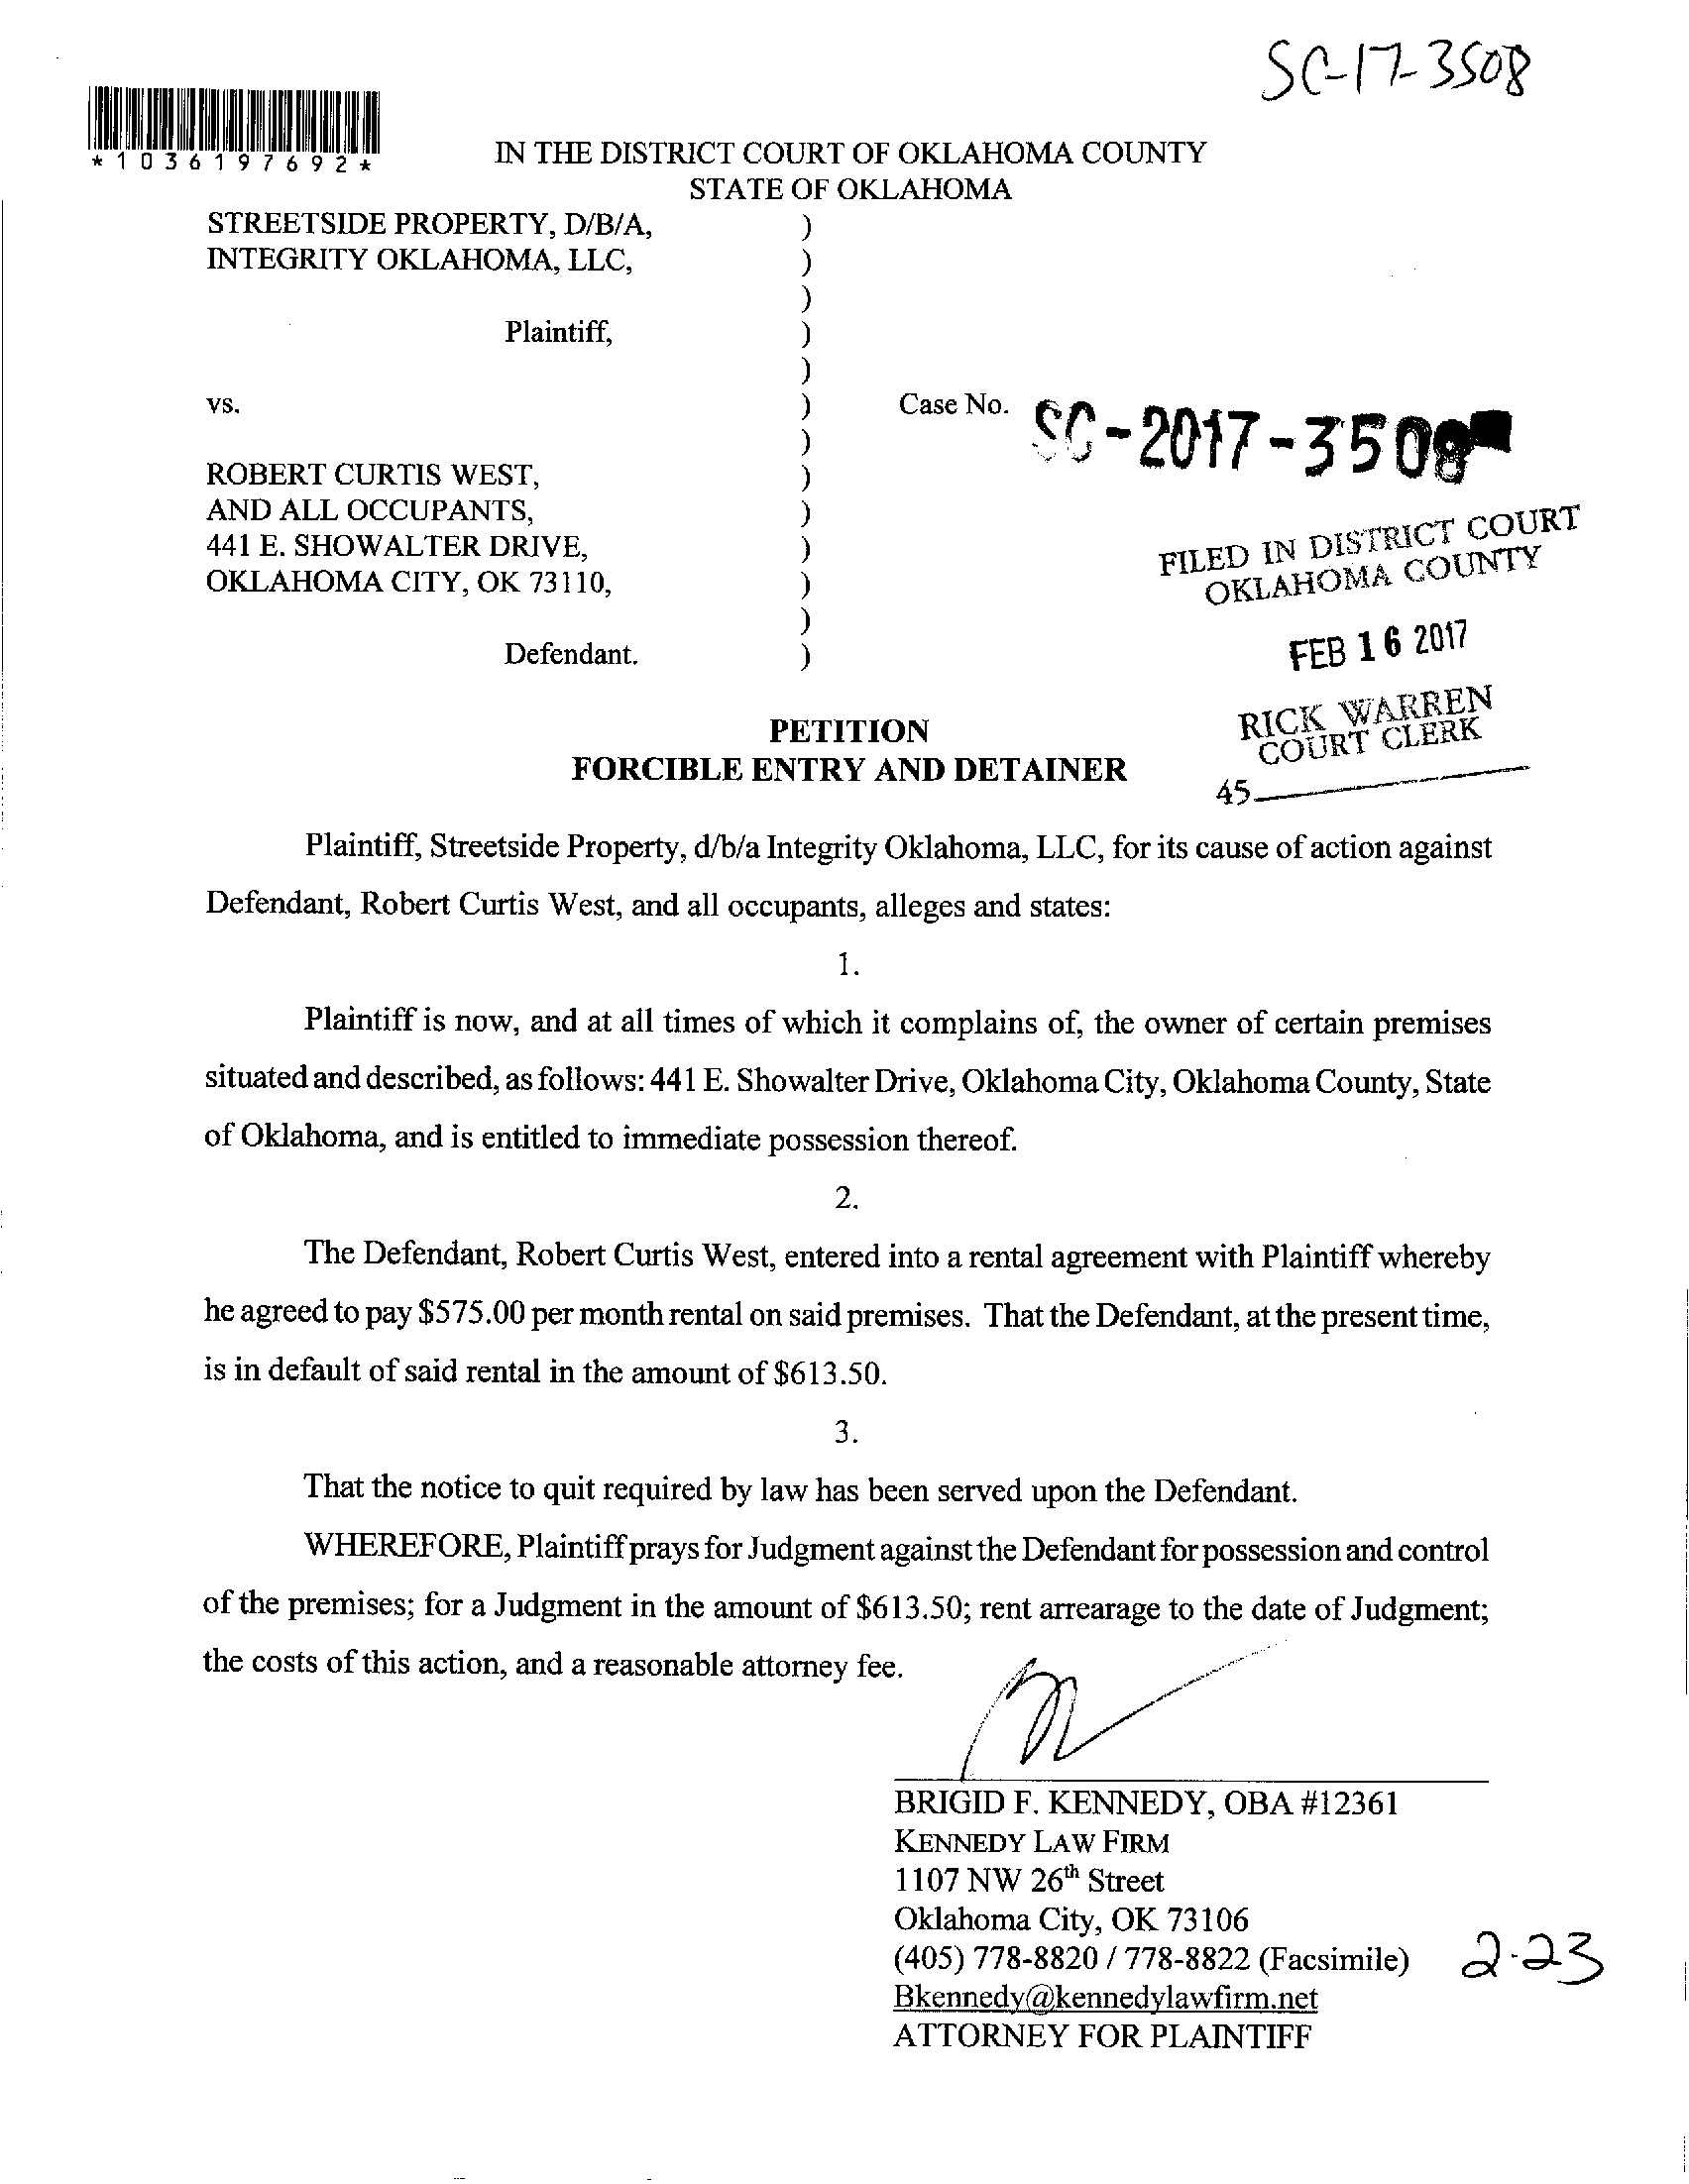 SC-17-3508
*1036197692*
IN THE DISTRICT COURT OF OKLAHOMA COUNTY
STATE OF OKLAHOMA
STREETSIDE PROPERTY, D/B/A, )
INTEGRITY OKLAHOMA, LLC, )
)
Plaintiff, )
)
vs. ) Case No. SC-2017-3508
)
ROBERT CURTIS WEST, )
AND ALL OCCUPANTS, )
441 E. SHOWALTER DRIVE, )
OKLAHOMA CITY, OK 73110, )
)
Defendant. )
FILED IN DISTRICT COURT
OKLAHOMA COUNTY
FEB 16 2017
RICK WARREN
COURT CLERK
45
PETITION
FORCIBLE ENTRY AND DETAINER
Plaintiff, Streetside Property, d/b/a Integrity Oklahoma, LLC, for its cause of action against
Defendant, Robert Curtis West, and all occupants, alleges and states:
1.
Plaintiff is now, and at all times of which it complains of, the owner of certain premises
situated and described, as follows: 441 E. Showalter Drive, Oklahoma City, Oklahoma County, State
of Oklahoma, and is entitled to immediate possession thereof.
2.
The Defendant, Robert Curtis West, entered into a rental agreement with Plaintiff whereby
he agreed to pay $575.00 per month rental on said premises. That the Defendant, at the present time,
is in default of said rental in the amount of $613.50.
3.
That the notice to quit required by law has been served upon the Defendant.
WHEREFORE, Plaintiff prays for Judgment against the Defendant for possession and control
of the premises; for a Judgment in the amount of $613.50; rent arrearage to the date of Judgment;
the costs of this action, and a reasonable attorney fee.
BRIGID F. KENNEDY, OBA #12361
KENNEDY LAW FIRM
1107 NW 26th Street
Oklahoma City, OK 73106
(405) 778-8820 / 778-8822 (Facsimile)
Bkennedy@kennedylawfirm.net
ATTORNEY FOR PLAINTIFF
2-23